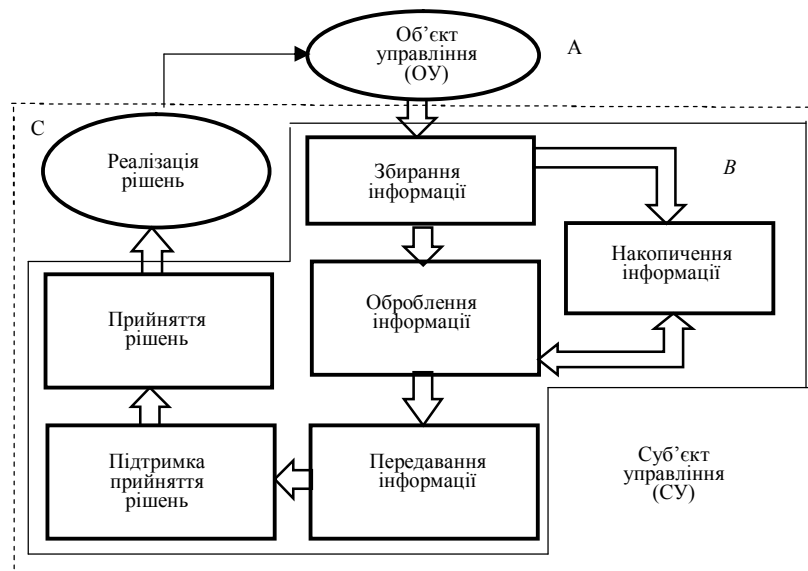 Об’єкт
управління
(ОУ)
А
С
Реалізація
рішень
Збирання
інформації
В
Накопичення
інформації
Оброблення
інформації
Прийняття
рішень
Підтримка
прийняття
рішень
Передавання
інформації
Суб’єкт
управління
(СУ)